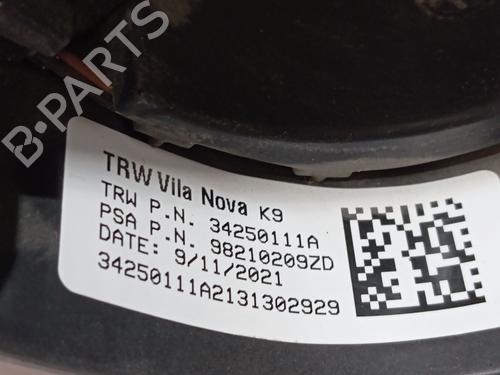 B-PARTS
TRW Vila Nova K9
TRW P.N. 34250111A
PSA P.N. 98210209ZD
DATE: 9/11/2021
34250111A2131302929